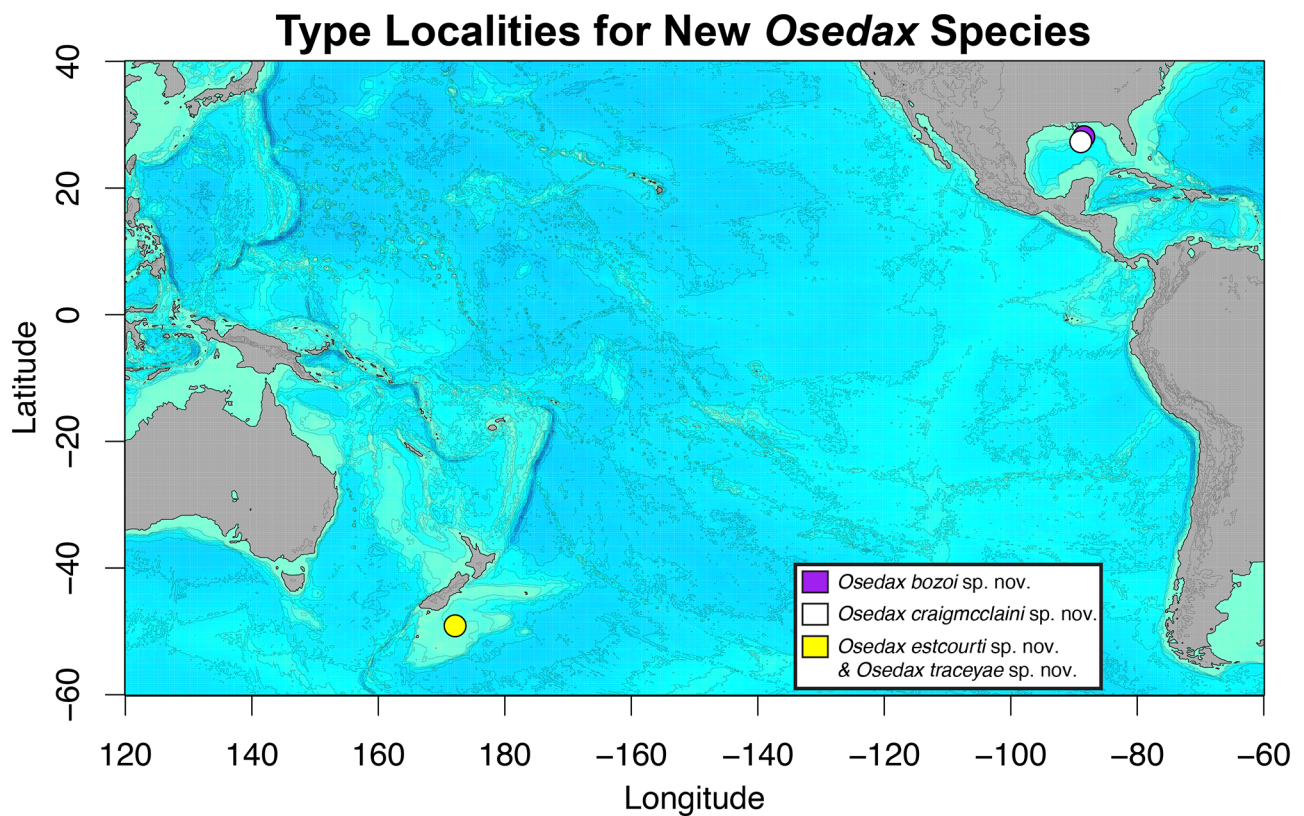 Type Localities for New Osedax Species
40
20
0
−20
−40
−60
Latitude
Osedax bozoi sp. nov.
Osedax craigmcclaini sp. nov.
Osedax estcourti sp. nov.
& Osedax traceyae sp. nov.
120 140 160 180 −160 −140 −120 −100 −80 −60
Longitude